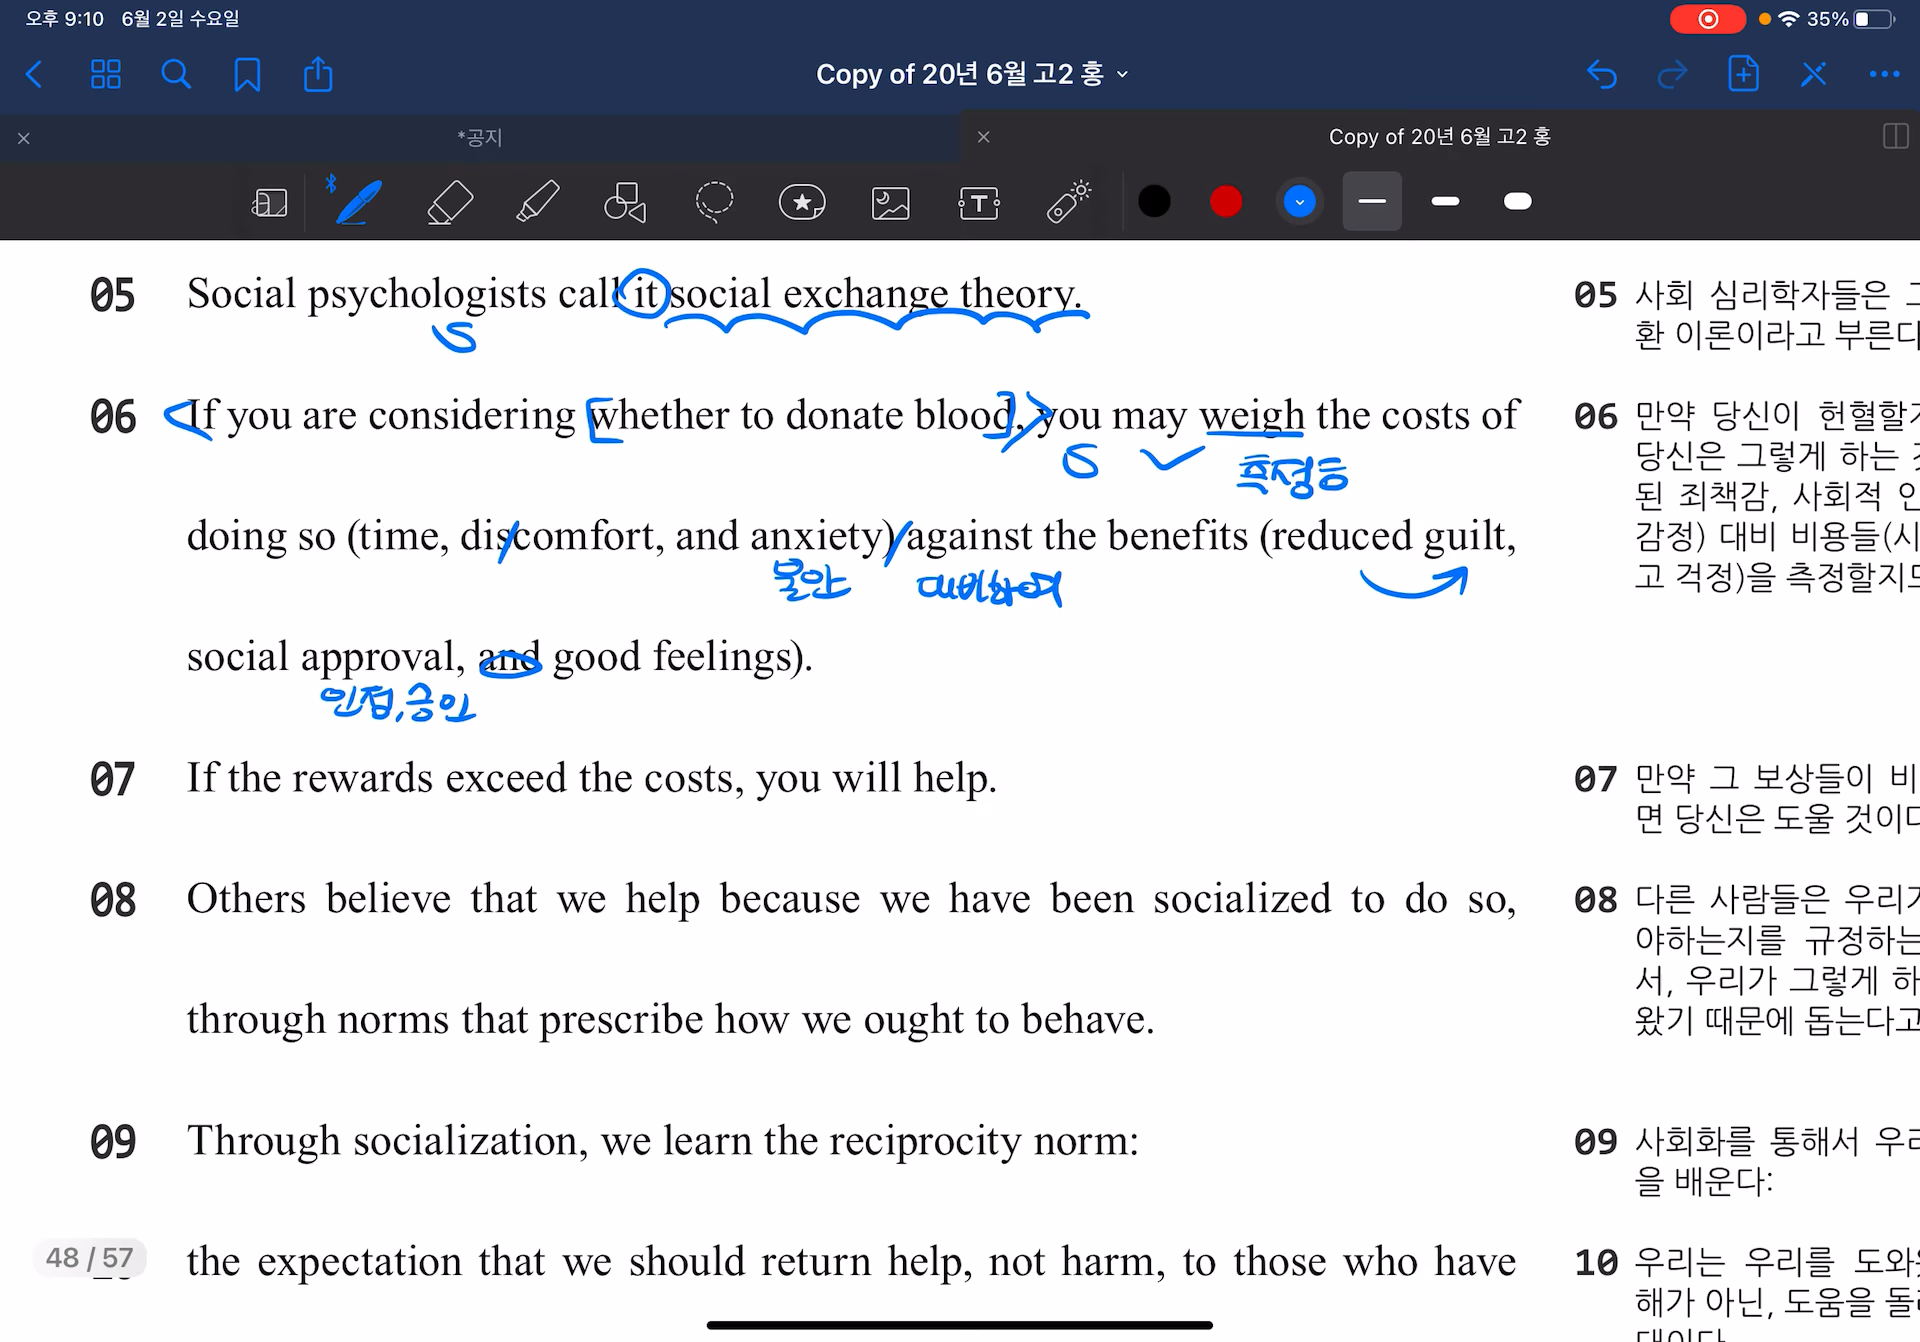 오후 9:10 6월 2일 수요일
35%
Copy of 20년 6월 고2 홍
*공지
Copy of 20년 6월 고2 홍
T
05 Social psychologists call it social exchange theory.
S
05 사회 심리학자들은 그
환 이론이라고 부른다
06 If you are considering [whether to donate blood], you may weigh the costs of
S 측정등
doing so (time, discomfort, and anxiety) against the benefits (reduced guilt,
불안 대비하여
social approval, and good feelings).
인정, 승인
06 만약 당신이 헌혈할지
당신은 그렇게 하는 것
된 죄책감, 사회적 인
감정) 대비 비용들(시
고 걱정)을 측정할지도
07 If the rewards exceed the costs, you will help.
07 만약 그 보상들이 비
면 당신은 도울 것이다
08 Others believe that we help because we have been socialized to do so,
through norms that prescribe how we ought to behave.
08 다른 사람들은 우리가
야하는지를 규정하는
서, 우리가 그렇게 하
왔기 때문에 돕는다고
09 Through socialization, we learn the reciprocity norm:
09 사회화를 통해서 우리
을 배운다:
48 / 57
the expectation that we should return help, not harm, to those who have
10 우리는 우리를 도와
해가 아닌, 도움을 돌려